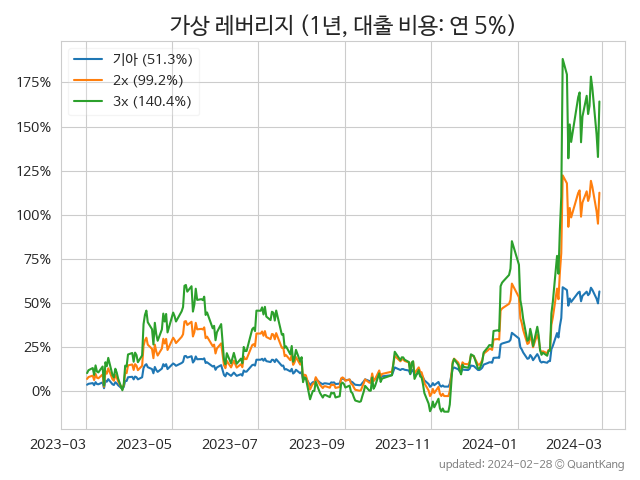 가상 레버리지 (1년, 대출 비용: 연 5%)
기아 (51.3%)
2x (99.2%)
3x (140.4%)
175%
150%
125%
100%
75%
50%
25%
0%
2023-03 2023-05 2023-07 2023-09 2023-11 2024-01 2024-03
updated: 2024-02-28 © QuantKang